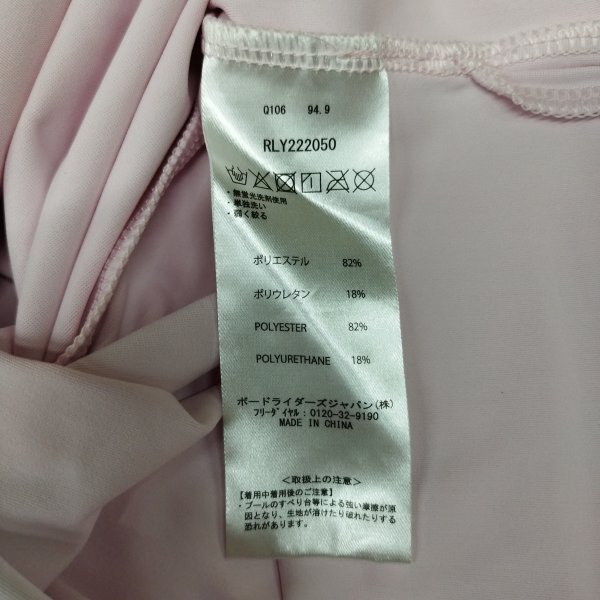 Q106 94.9
RLY222050
・無蛍光洗剤使用
・単独洗い
・弱く絞る
ポリエステル 82%
ポリウレタン 18%
POLYESTER 82%
POLYURETHANE 18%
ボードライダーズジャパン(株)
フリーダイヤル:0120-32-9190
MADE IN CHINA
<取扱上の注意>
【着用中着用後のご注意】
・プールのすべり台等による強い摩擦が原
因となり、生地が溶けたり破れたりする
恐れがあります。